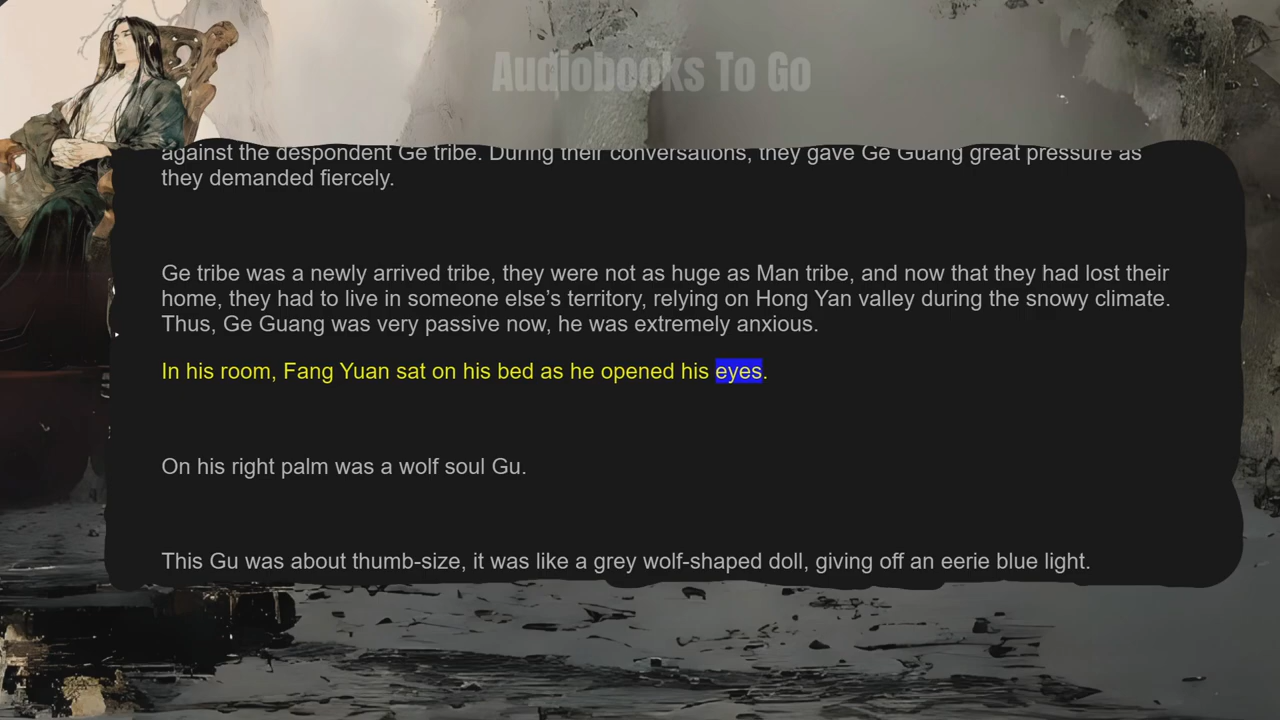 Audiobooks To Go
against the despondent Ge tribe. During their conversations, they gave Ge Guang great pressure as
they demanded fiercely.
Ge tribe was a newly arrived tribe, they were not as huge as Man tribe, and now that they had lost their
home, they had to live in someone else’s territory, relying on Hong Yan valley during the snowy climate.
Thus, Ge Guang was very passive now, he was extremely anxious.
In his room, Fang Yuan sat on his bed as he opened his eyes.
On his right palm was a wolf soul Gu.
This Gu was about thumb-size, it was like a grey wolf-shaped doll, giving off an eerie blue light.